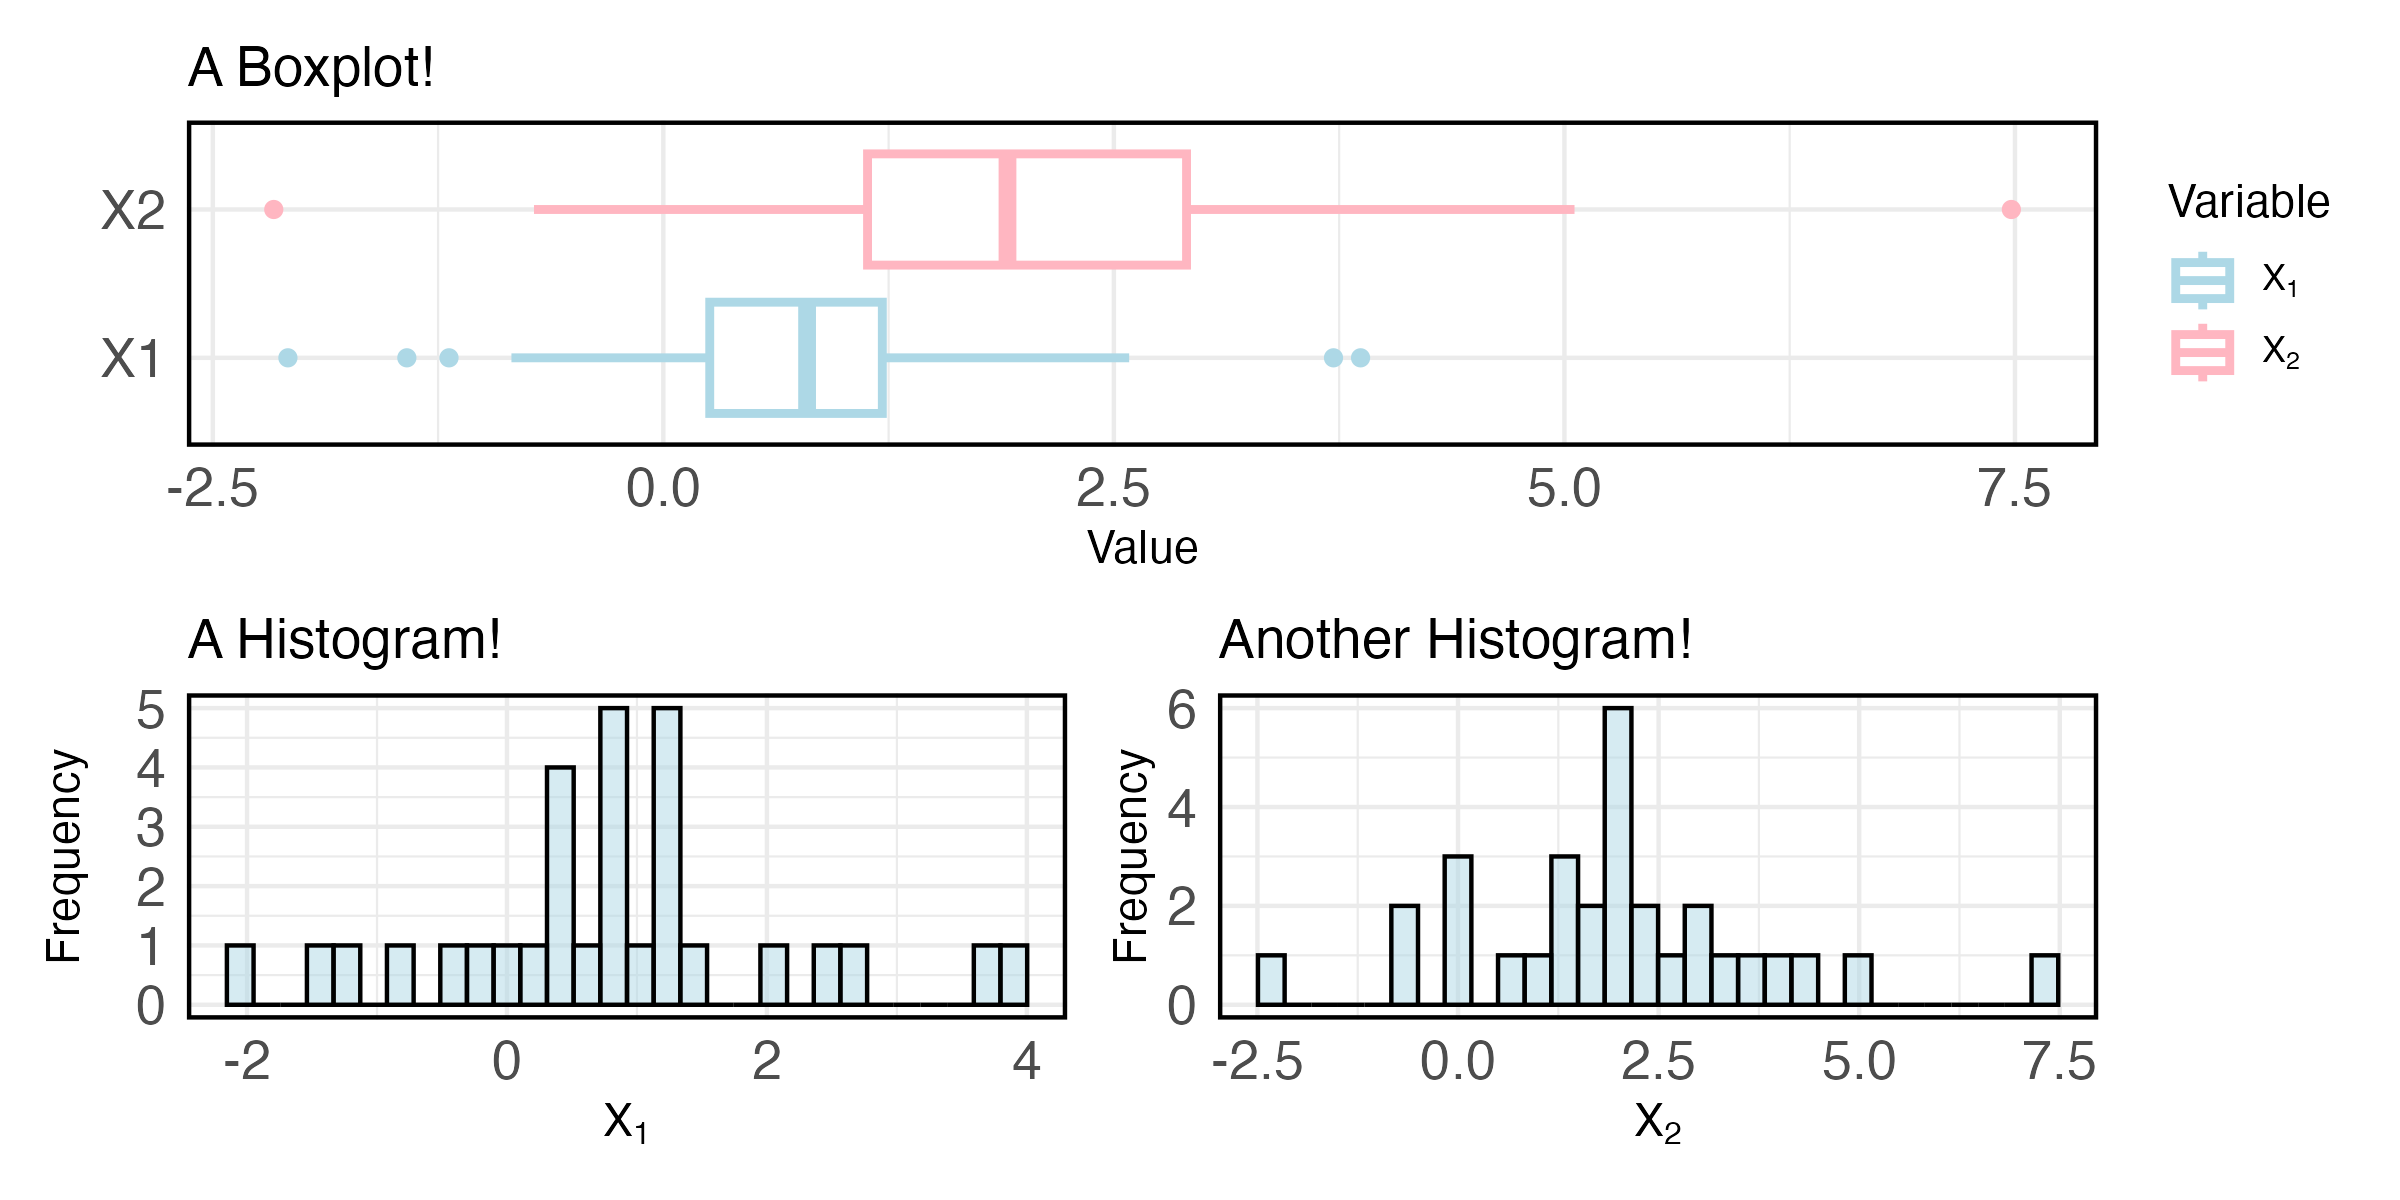 A Boxplot!
X2
X1
-2.5 0.0 2.5 5.0 7.5
Value
Variable
X1
X2
A Histogram!
5
4
3
2
1
0
Frequency
-2 0 2 4
X1
Another Histogram!
6
4
2
0
Frequency
-2.5 0.0 2.5 5.0 7.5
X2